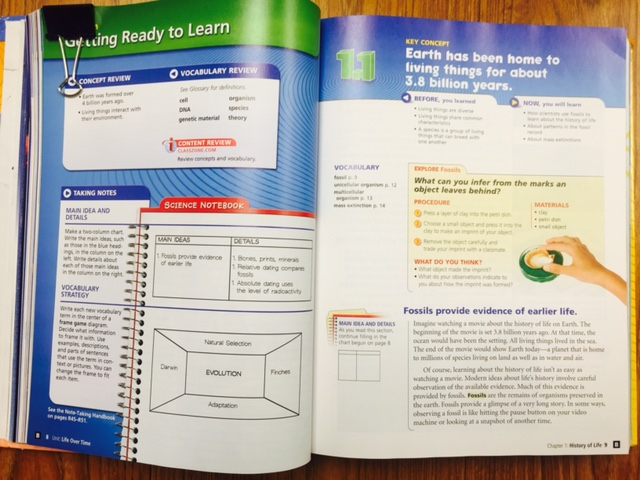 Getting Ready to Learn
CONCEPT REVIEW
• Earth was formed over
4 billion years ago.
• Living things interact with
their environment.
VOCABULARY REVIEW
See Glossary for definitions.
cell organism
DNA species
genetic material theory
CONTENT REVIEW
CLASSZONE.COM
Review concepts and vocabulary.
TAKING NOTES
MAIN IDEA AND
DETAILS
Make a two-column chart.
Write the main ideas, such
as those in the blue head-
ings, in the column on the
left. Write details about
each of those main ideas
in the column on the right.
VOCABULARY
STRATEGY
Write each new vocabulary
term in the center of a
frame game diagram.
Decide what information
to frame it with. Use
examples, descriptions,
and parts of sentences
that use the term in con-
text or pictures. You can
change the frame to fit
each item.
See the Note-Taking Handbook
on pages R45–R51.
SCIENCE NOTEBOOK
MAIN IDEAS DETAILS
1. Fossils provide evidence
of earlier life
1. Bones, prints, minerals
1. Relative dating compares
fossils
1. Absolute dating uses
the level of radioactivity
Natural Selection
Darwin
EVOLUTION
Finches
Adaptation
B 8 Unit: Life Over Time
1.1
KEY CONCEPT
Earth has been home to
living things for about
3.8 billion years.
BEFORE, you learned
• Living things are diverse
• Living things share common
characteristics
• A species is a group of living
things that can breed with
one another
NOW, you will learn
• How scientists use fossils to
learn about the history of life
• About patterns in the fossil
record
• About mass extinctions
VOCABULARY
fossil p. 9
unicellular organism p. 12
multicellular
organism p. 13
mass extinction p. 14
EXPLORE Fossils
What can you infer from the marks an
object leaves behind?
PROCEDURE
1 Press a layer of clay into the petri dish.
2 Choose a small object and press it into the
clay to make an imprint of your object.
3 Remove the object carefully and
trade your imprint with a classmate.
MATERIALS
• clay
• petri dish
• small object
WHAT DO YOU THINK?
• What object made the imprint?
• What do your observations indicate to
you about how the imprint was formed?
MAIN IDEA AND DETAILS
As you read this section,
continue filling in the
chart begun on page 8.
Fossils provide evidence of earlier life.
Imagine watching a movie about the history of life on Earth. The
beginning of the movie is set 3.8 billion years ago. At that time, the
ocean would have been the setting. All living things lived in the sea.
The end of the movie would show Earth today—a planet that is home
to millions of species living on land as well as in water and air.
Of course, learning about the history of life isn't as easy as
watching a movie. Modern ideas about life's history involve careful
observation of the available evidence. Much of this evidence is
provided by fossils. Fossils are the remains of organisms preserved in
the earth. Fossils provide a glimpse of a very long story. In some ways,
observing a fossil is like hitting the pause button on your video
machine or looking at a snapshot of another time.
Chapter 1: History of Life 9 B